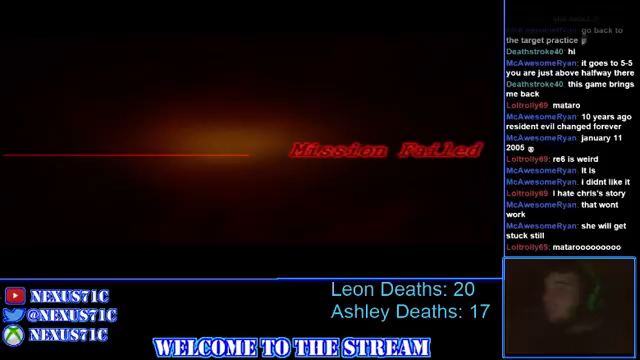 Mission Failed
go back to
the target practice
Deathstroke40: hi
McAwesomeRyan: it goes to 5-5
you are just above halfway there
Deathstroke40: this game brings
me back
Loltrolly69: mataro
McAwesomeRyan: 10 years ago
resident evil changed forever
McAwesomeRyan: january 11
2005
Loltrolly69: re6 is weird
McAwesomeRyan: It is
McAwesomeRyan: i didnt like it
Loltrolly69: I hate chris's story
McAwesomeRyan: that wont
work
McAwesomeRyan: she will get
stuck still
Loltrolly69: mataroooooooo
NEXUS71C
@NEXUS71C
NEXUS71C
Leon Deaths: 20
Ashley Deaths: 17
WELCOME TO THE STREAM